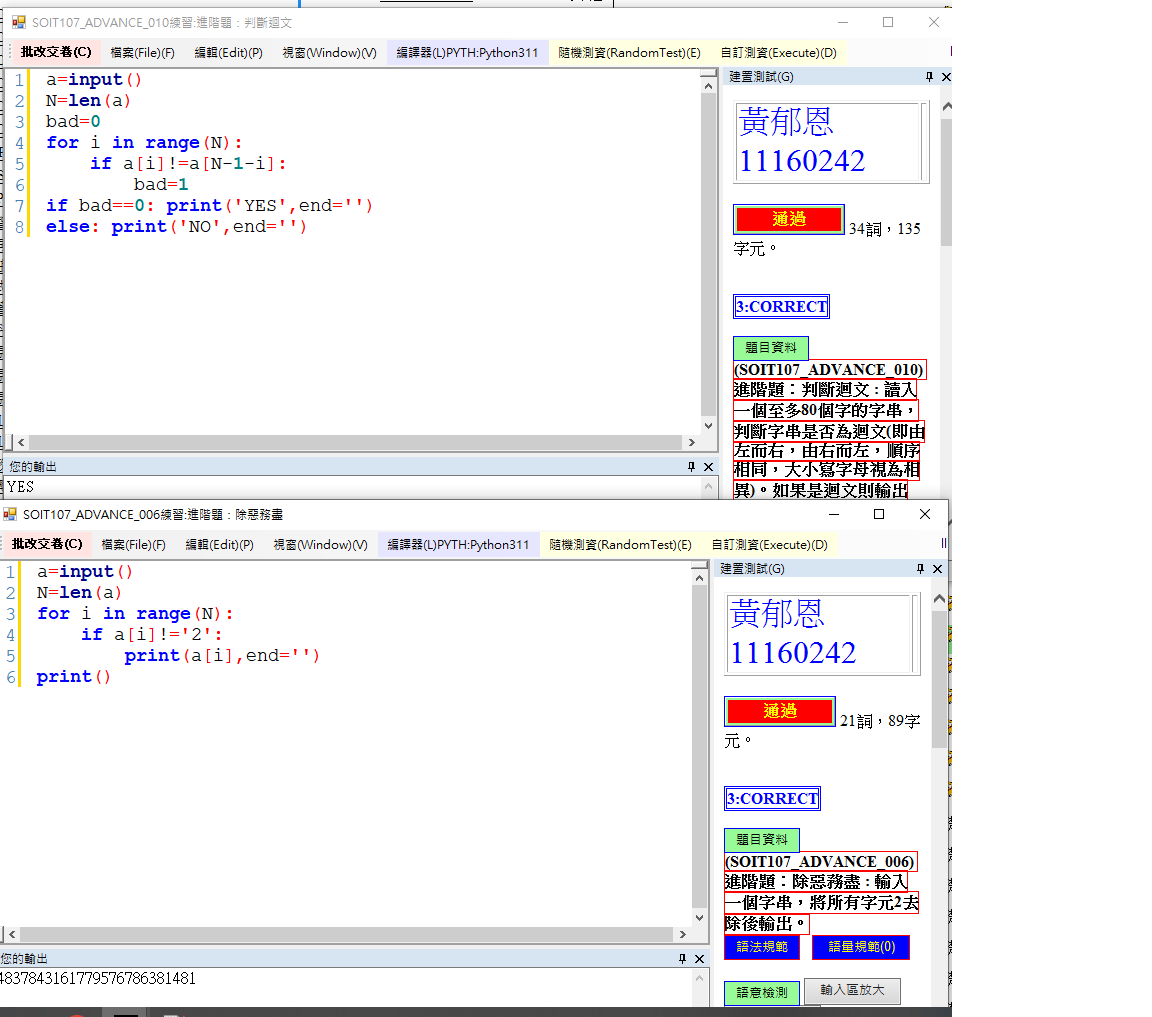 SOIT107_ADVANCE_010練習:進階題：判斷迴文
批改交卷(C) 檔案(File)(F) 編輯(Edit)(P) 視窗(Window)(V) 編譯器(L)PYTH:Python311 隨機測資(RandomTest)(E) 自訂測資(Execute)(D)
1 a=input()
2 N=len(a)
3 bad=0
4 for i in range(N):
5 if a[i]!=a[N-1-i]:
6 bad=1
7 if bad==0: print('YES',end='')
8 else: print('NO',end='')
建置測試(G)
黃郁恩
11160242
通過 34詞，135
字元。
3:CORRECT
題目資料
(SOIT107_ADVANCE_010)
進階題：判斷迴文 : 讀入
一個至多80個字的字串，
判斷字串是否為迴文(即由
左而右，由右而左，順序
相同，大小寫字母視為相
異)。如果是迴文則輸出
您的輸出
YES
SOIT107_ADVANCE_006練習:進階題：除惡務盡
批改交卷(C) 檔案(File)(F) 編輯(Edit)(P) 視窗(Window)(V) 編譯器(L)PYTH:Python311 隨機測資(RandomTest)(E) 自訂測資(Execute)(D)
1 a=input()
2 N=len(a)
3 for i in range(N):
4 if a[i]!='2':
5 print(a[i],end='')
6 print()
建置測試(G)
黃郁恩
11160242
通過 21詞，89字
元。
3:CORRECT
題目資料
(SOIT107_ADVANCE_006)
進階題：除惡務盡 : 輸入
一個字串，將所有字元2去
除後輸出。
語法規範 語量規範(0)
語意檢測 輸入區放大
您的輸出
4837843161779576786381481